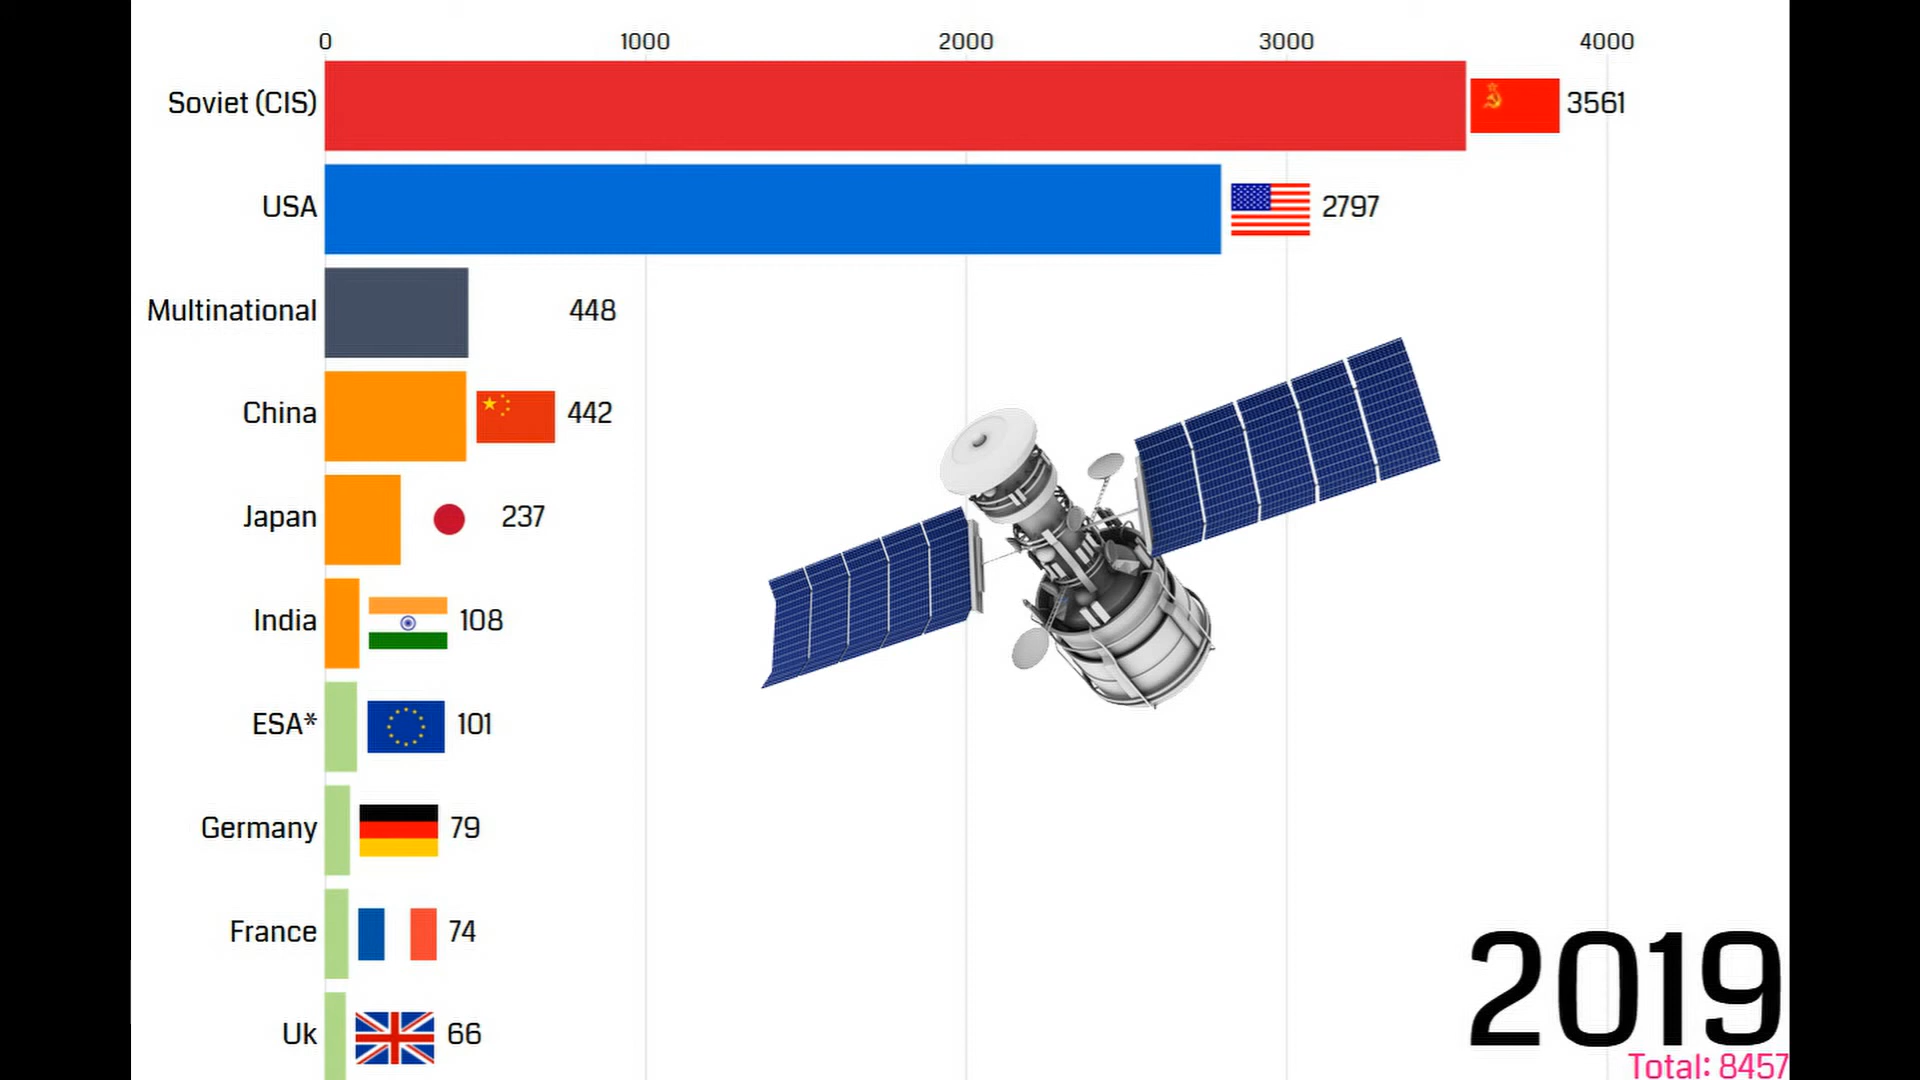 0 1000 2000 3000 4000
Soviet (CIS) 3561
USA 2797
Multinational 448
China 442
Japan 237
India 108
ESA* 101
Germany 79
France 74
Uk 66
2019
Total: 8457